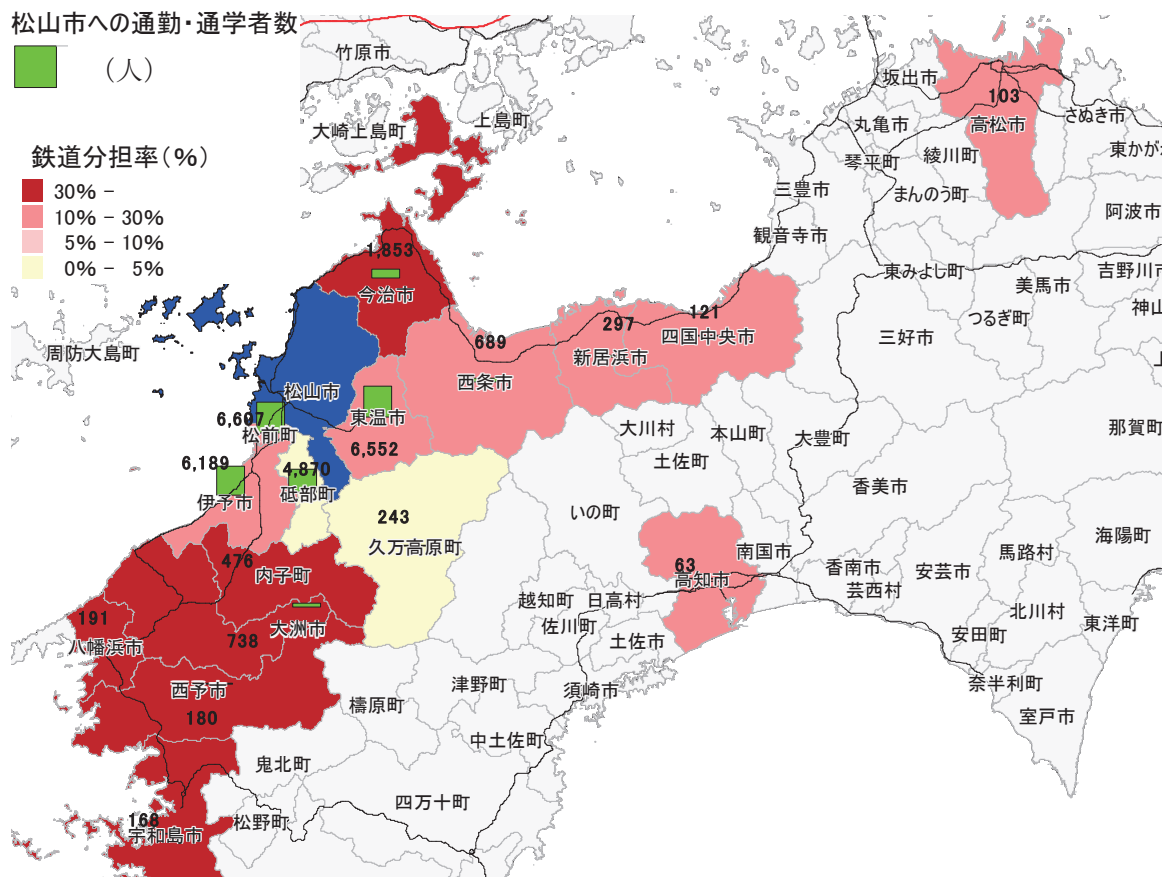 松山市への通勤・通学者数
(人)
鉄道分担率(%)
30% -
10% - 30%
5% - 10%
0% - 5%
竹原市
大崎上島町
上島町
坂出市
103
丸亀市
高松市
さぬき市
琴平町
綾川町
まんのう町
三豊市
阿波市
観音寺市
1,853
今治市
東みよし町
美馬市
吉野川市
つるぎ町
周防大島町
689
297
121
新居浜市
四国中央市
三好市
西条市
松山市
東温市
松前町
6,552
大川村
本山町
大豊町
那賀町
6,189
4,870
土佐町
伊予市
砥部町
香美市
243
いの町
久万高原町
海陽町
南国市
馬路村
476
内子町
63
高知市
香南市
安芸市
芸西村
越知町
日高村
北川村
191
大洲市
佐川町
土佐市
安田町
東洋町
八幡浜市
738
西予市
津野町
須崎市
奈半利町
180
檮原町
室戸市
中土佐町
鬼北町
四万十町
168
宇和島市
松野町